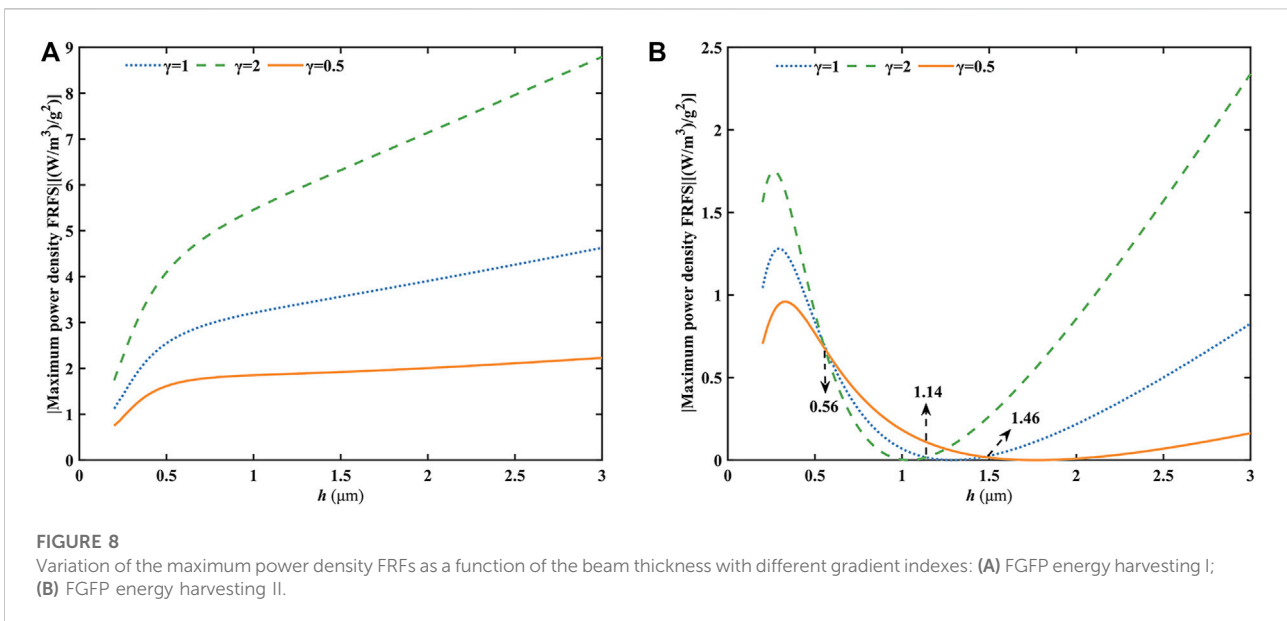 A
γ=1 γ=2 γ=0.5
|Maximum power density FRFS|[(W/m³)/g²)]
9
8
7
6
5
4
3
2
1
0
0 0.5 1 1.5 2 2.5 3
h (μm)
B
γ=1 γ=2 γ=0.5
|Maximum power density FRFS|[(W/m³)/g²)]
2.5
2
1.5
1
0.5
0
0.56
1.14
1.46
0 0.5 1 1.5 2 2.5 3
h (μm)
FIGURE 8
Variation of the maximum power density FRFs as a function of the beam thickness with different gradient indexes: (A) FGFP energy harvesting I;
(B) FGFP energy harvesting II.